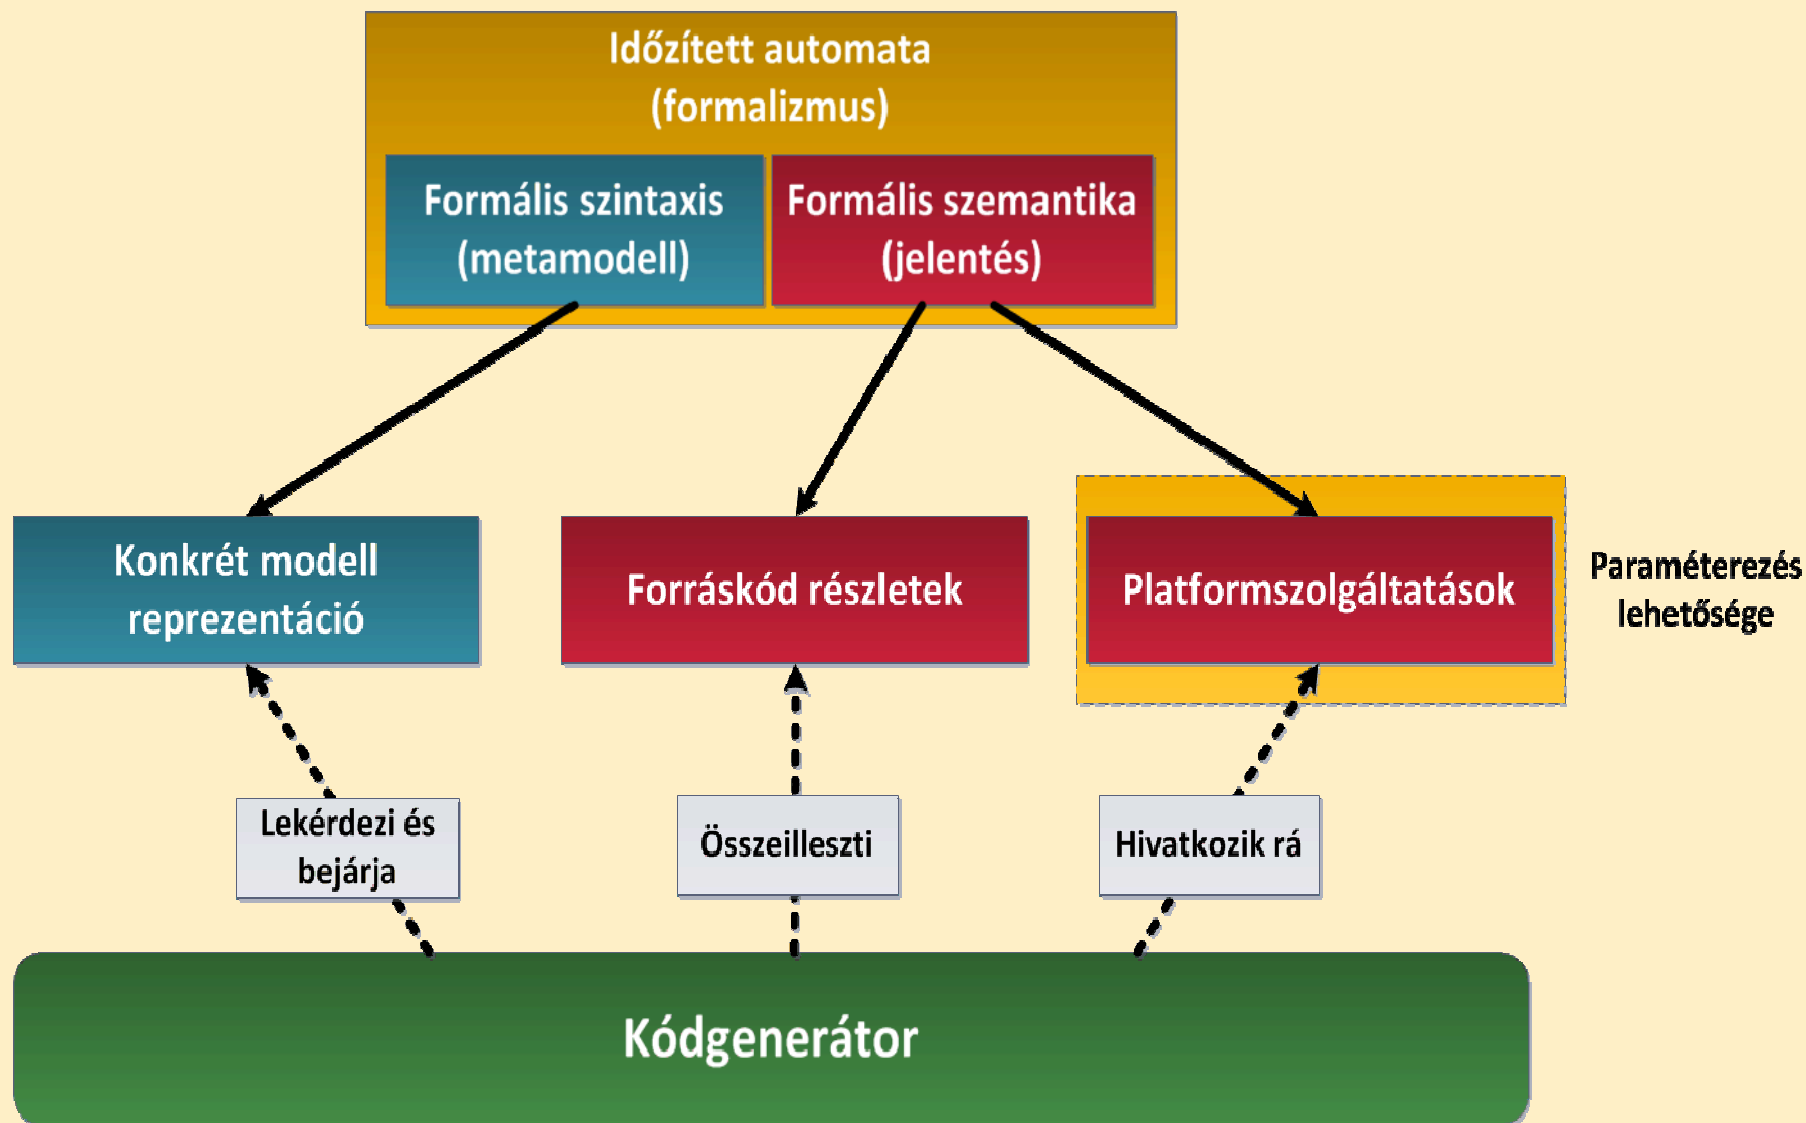 Időzített automata
(formalizmus)
Formális szintaxis
(metamodell)
Formális szemantika
(jelentés)
Konkrét modell
reprezentáció
Forráskód részletek
Platformszolgáltatások
Paraméterezés
lehetősége
Lekérdezi és
bejárja
Összeilleszti
Hivatkozik rá
Kódgenerátor